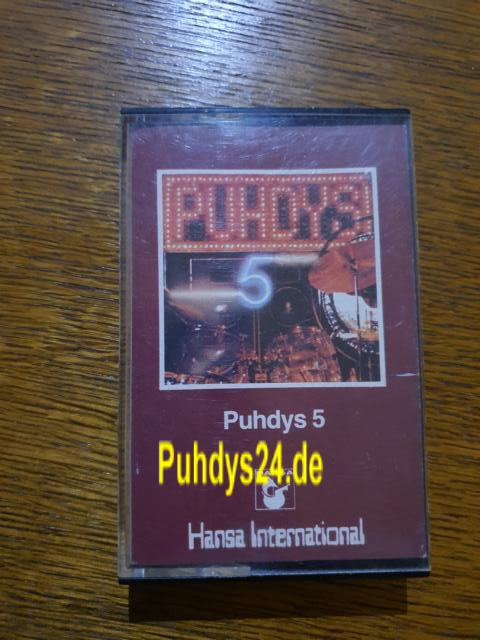 PUHDYS
5
Puhdys 5
Puhdys24.de
Hansa International